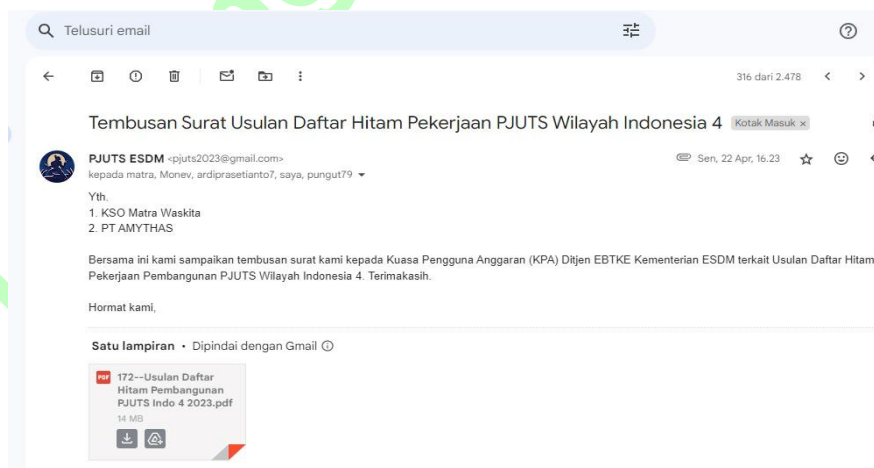 Telusuri email
316 dari 2.478
Tembusan Surat Usulan Daftar Hitam Pekerjaan PJUTS Wilayah Indonesia 4 Kotak Masuk x
PJUTS ESDM <pjuts2023@gmail.com>
Sen, 22 Apr, 16.23
kepada matra, Monev, ardiprasetianto7, saya, pungut79
Yth.
1. KSO Matra Waskita
2. PT AMYTHAS
Bersama ini kami sampaikan tembusan surat kami kepada Kuasa Pengguna Anggaran (KPA) Ditjen EBTKE Kementerian ESDM terkait Usulan Daftar Hitam
Pekerjaan Pembangunan PJUTS Wilayah Indonesia 4. Terimakasih.
Hormat kami,
Satu lampiran • Dipindai dengan Gmail
PDF 172--Usulan Daftar
Hitam Pembangunan
PJUTS Indo 4 2023.pdf
14 MB